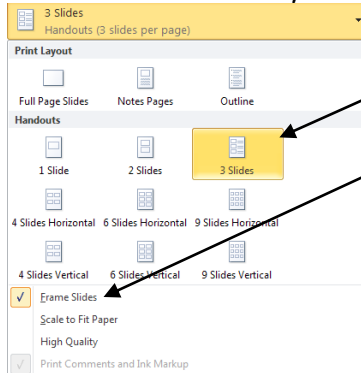 3 Slides
Handouts (3 slides per page)
Print Layout
Full Page Slides Notes Pages Outline
Handouts
1 Slide 2 Slides 3 Slides
4 Slides Horizontal 6 Slides Horizontal 9 Slides Horizontal
4 Slides Vertical 6 Slides Vertical 9 Slides Vertical
Frame Slides
Scale to Fit Paper
High Quality
Print Comments and Ink Markup